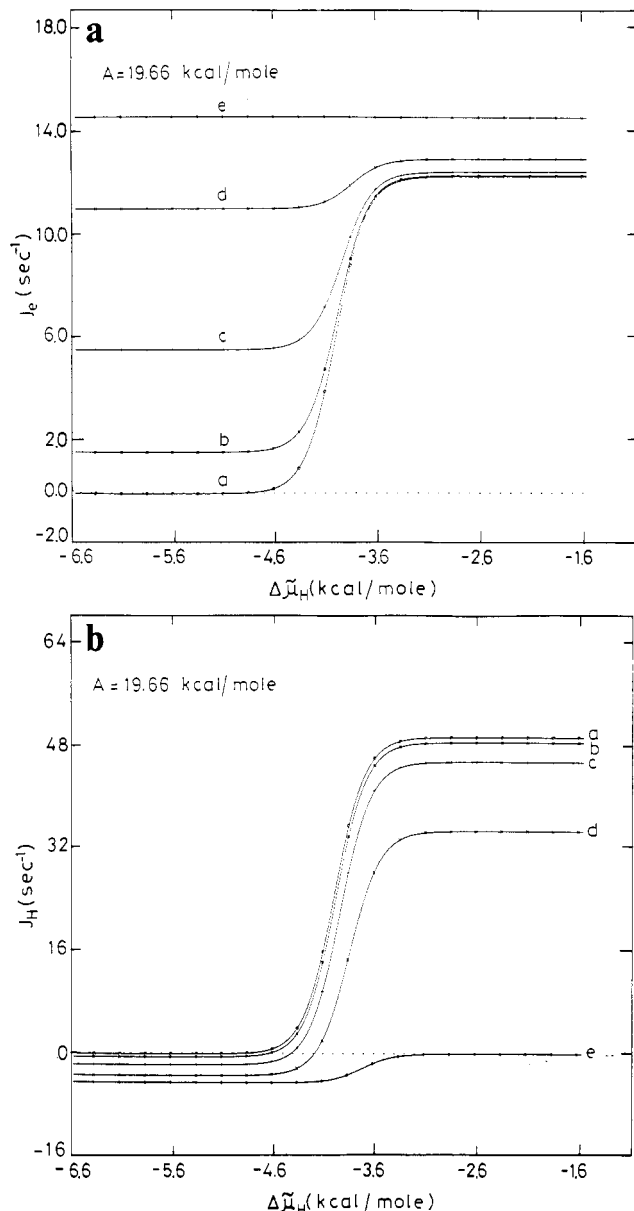 a
18.0
A=19.66 kcal/mole
e
14.0
d
10.0
Je (sec⁻¹)
6.0
c
2.0
b
0.0
a
-2.0
-6.6 -5.6 -4.6 -3.6 -2.6 -1.6
Δμ̃H (kcal/mole)
b
64
A=19.66 kcal/mole
48
a
b
c
32
d
JH (sec⁻¹)
16
0
e
-16
-6.6 -5.6 -4.6 -3.6 -2.6 -1.6
Δμ̃H (kcal/mole)